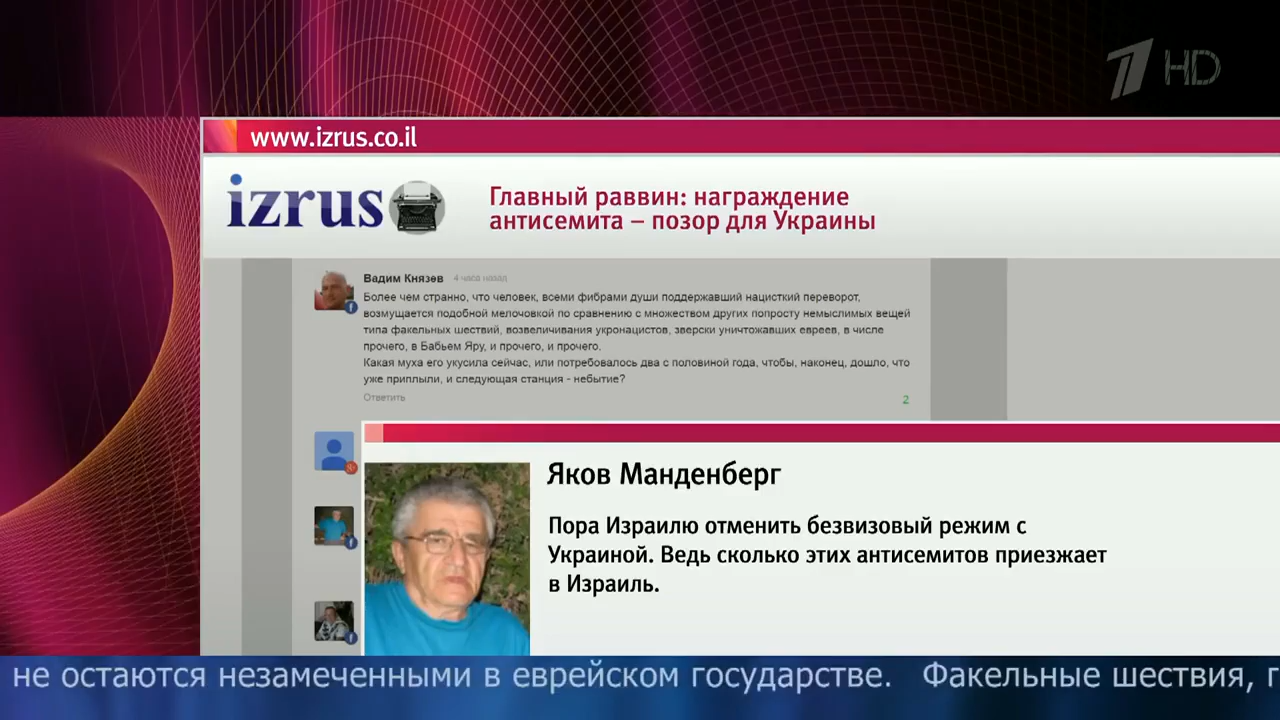 1 HD
www.izrus.co.il
izrus
Главный раввин: награждение
антисемита – позор для Украины
Вадим Князев 4 часа назад
Более чем странно, что человек, всеми фибрами души поддержавший нацисткий переворот,
возмущается подобной мелочовкой по сравнению с множеством других попросту немыслимых вещей
типа факельных шествий, возвеличивания укронацистов, зверски уничтожавших евреев, в числе
прочего, в Бабьем Яру, и прочего, и прочего.
Какая муха его укусила сейчас, или потребовалось два с половиной года, чтобы, наконец, дошло, что
уже приплыли, и следующая станция - небытие?
Ответить
2
Яков Манденберг
Пора Израилю отменить безвизовый режим с
Украиной. Ведь сколько этих антисемитов приезжает
в Израиль.
не остаются незамеченными в еврейском государстве. Факельные шествия, г